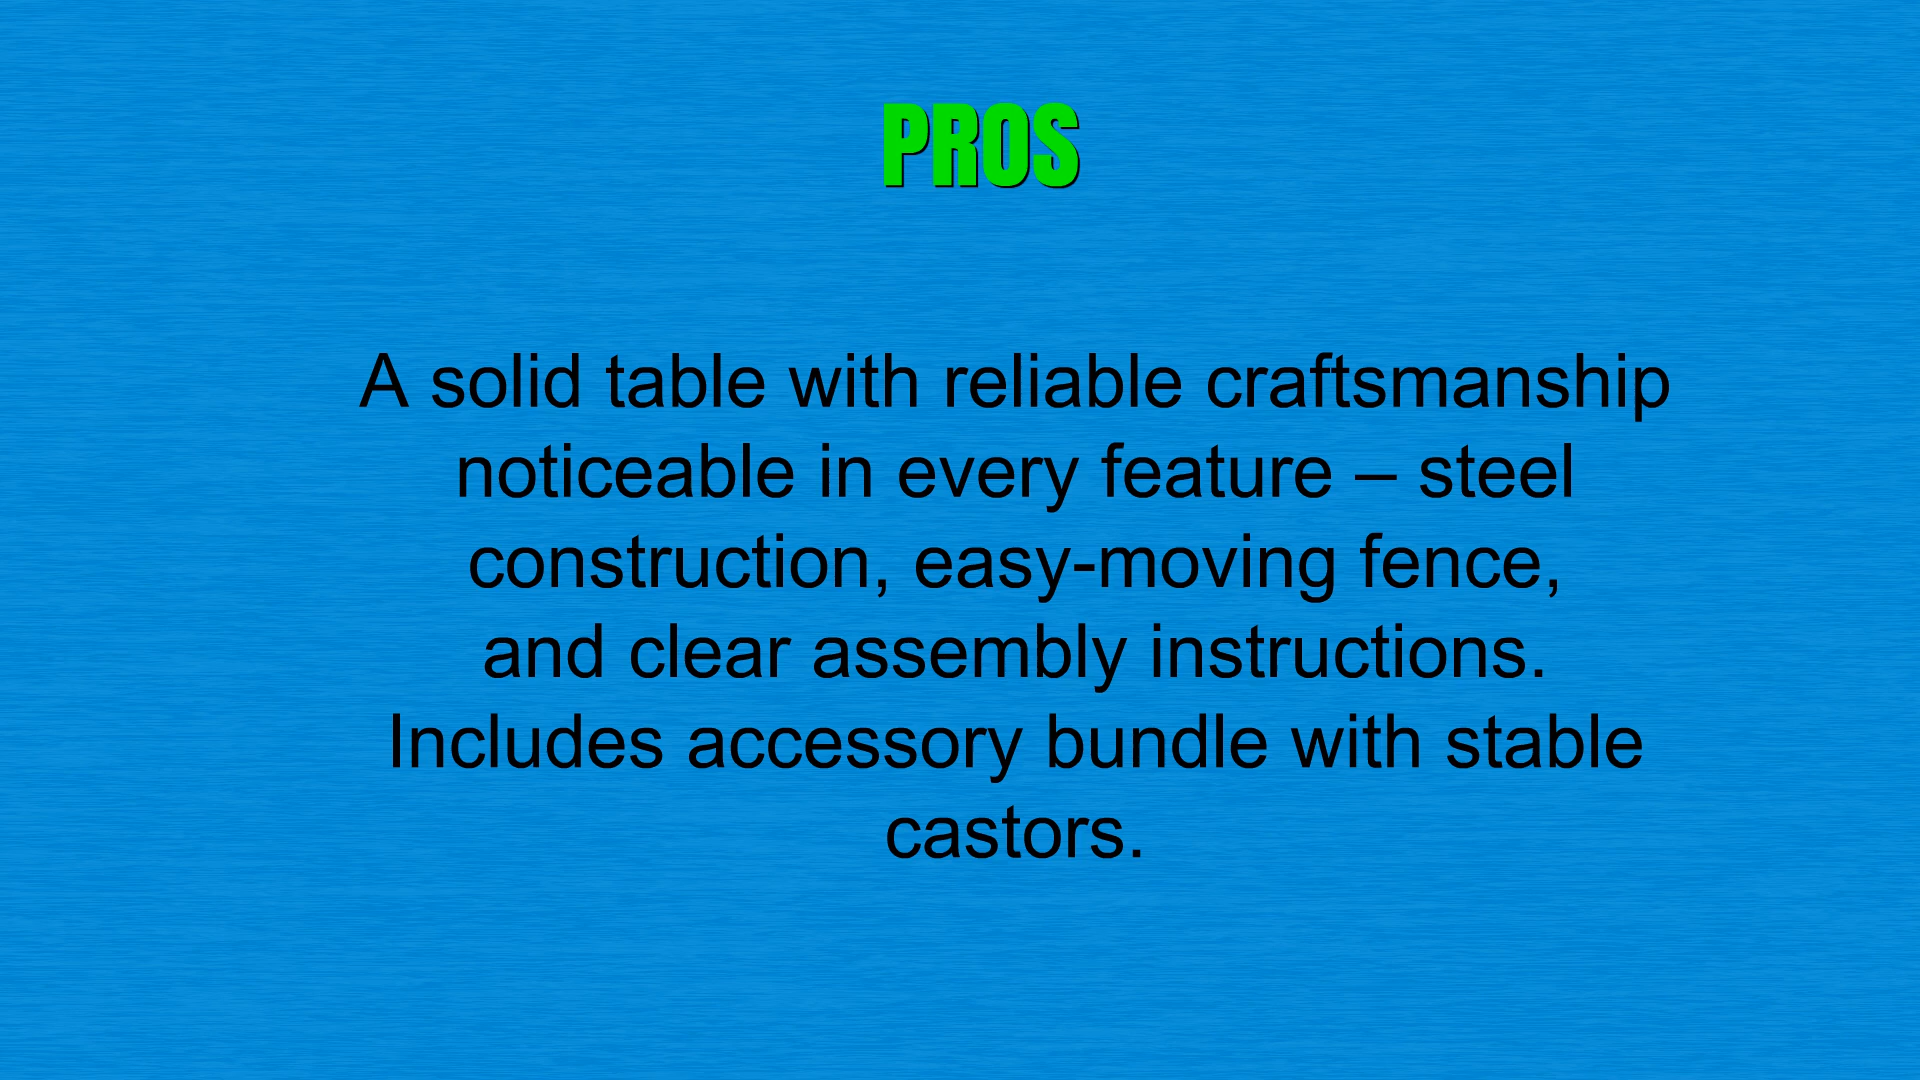 PROS
A solid table with reliable craftsmanship
noticeable in every feature – steel
construction, easy-moving fence,
and clear assembly instructions.
Includes accessory bundle with stable
castors.